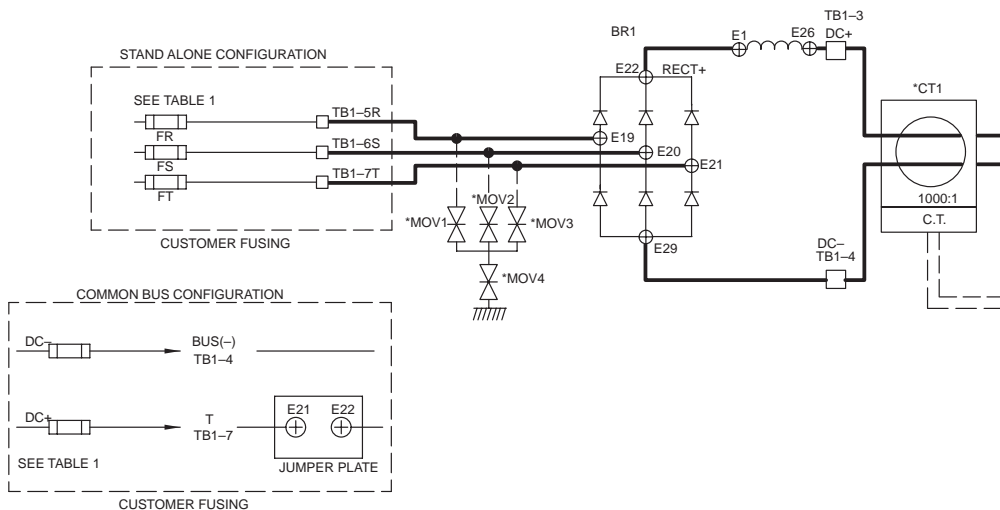 STAND ALONE CONFIGURATION
SEE TABLE 1
FR
FS
FT
TB1–5R
TB1–6S
TB1–7T
CUSTOMER FUSING
*MOV1
*MOV2
*MOV3
*MOV4
BR1
E22
RECT+
E19
E20
E21
E29
E1
E26
TB1–3
DC+
DC–
TB1–4
*CT1
1000:1
C.T.
COMMON BUS CONFIGURATION
DC–
BUS(–)
TB1–4
DC+
T
TB1–7
E21
E22
SEE TABLE 1
JUMPER PLATE
CUSTOMER FUSING